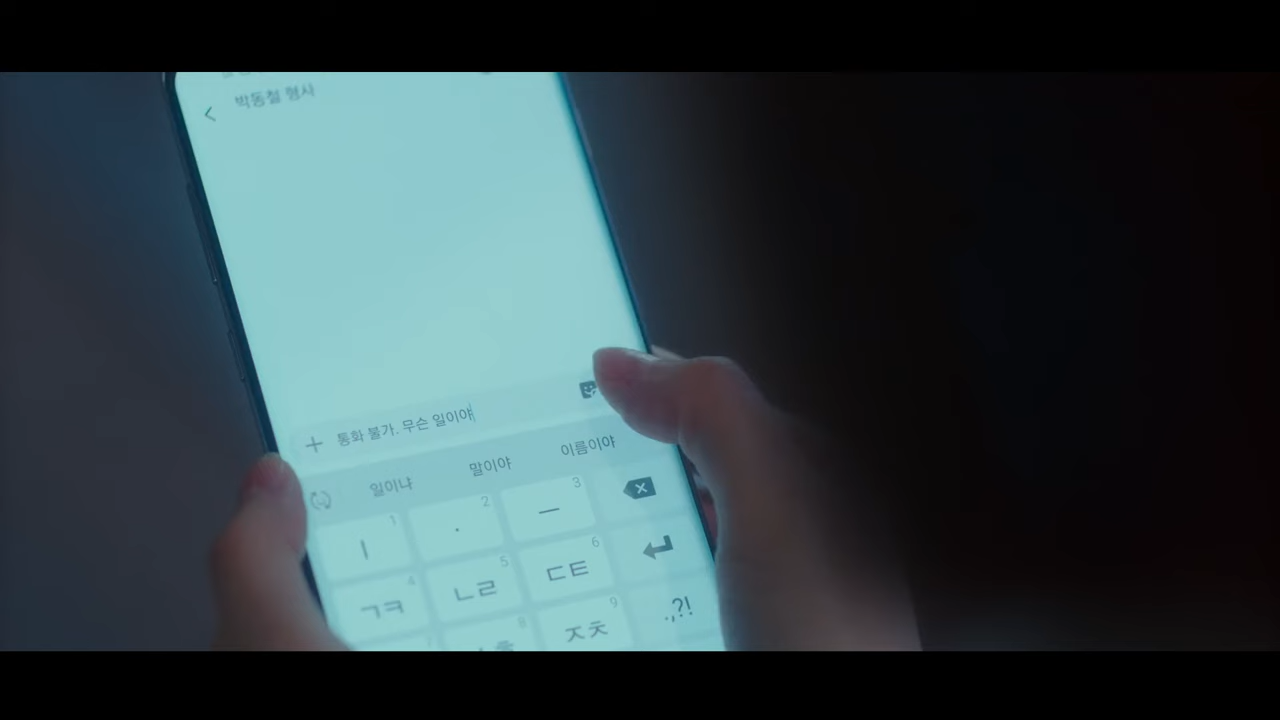 박동철 형사
통화 불가. 무슨 일이야
일이냐 말이야 이름이야
1 2 3
ㅣ . ㅡ
4 5 6
ㄱㅋ ㄴㄹ ㄷㅌ
8 9
ㅈㅊ .,?!